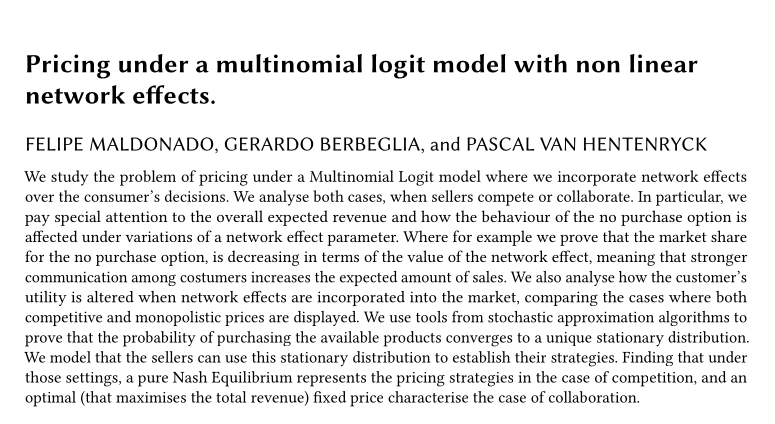 Pricing under a multinomial logit model with non linear
network effects.
FELIPE MALDONADO, GERARDO BERBEGLIA, and PASCAL VAN HENTENRYCK
We study the problem of pricing under a Multinomial Logit model where we incorporate network effects
over the consumer's decisions. We analyse both cases, when sellers compete or collaborate. In particular, we
pay special attention to the overall expected revenue and how the behaviour of the no purchase option is
affected under variations of a network effect parameter. Where for example we prove that the market share
for the no purchase option, is decreasing in terms of the value of the network effect, meaning that stronger
communication among costumers increases the expected amount of sales. We also analyse how the customer's
utility is altered when network effects are incorporated into the market, comparing the cases where both
competitive and monopolistic prices are displayed. We use tools from stochastic approximation algorithms to
prove that the probability of purchasing the available products converges to a unique stationary distribution.
We model that the sellers can use this stationary distribution to establish their strategies. Finding that under
those settings, a pure Nash Equilibrium represents the pricing strategies in the case of competition, and an
optimal (that maximises the total revenue) fixed price characterise the case of collaboration.